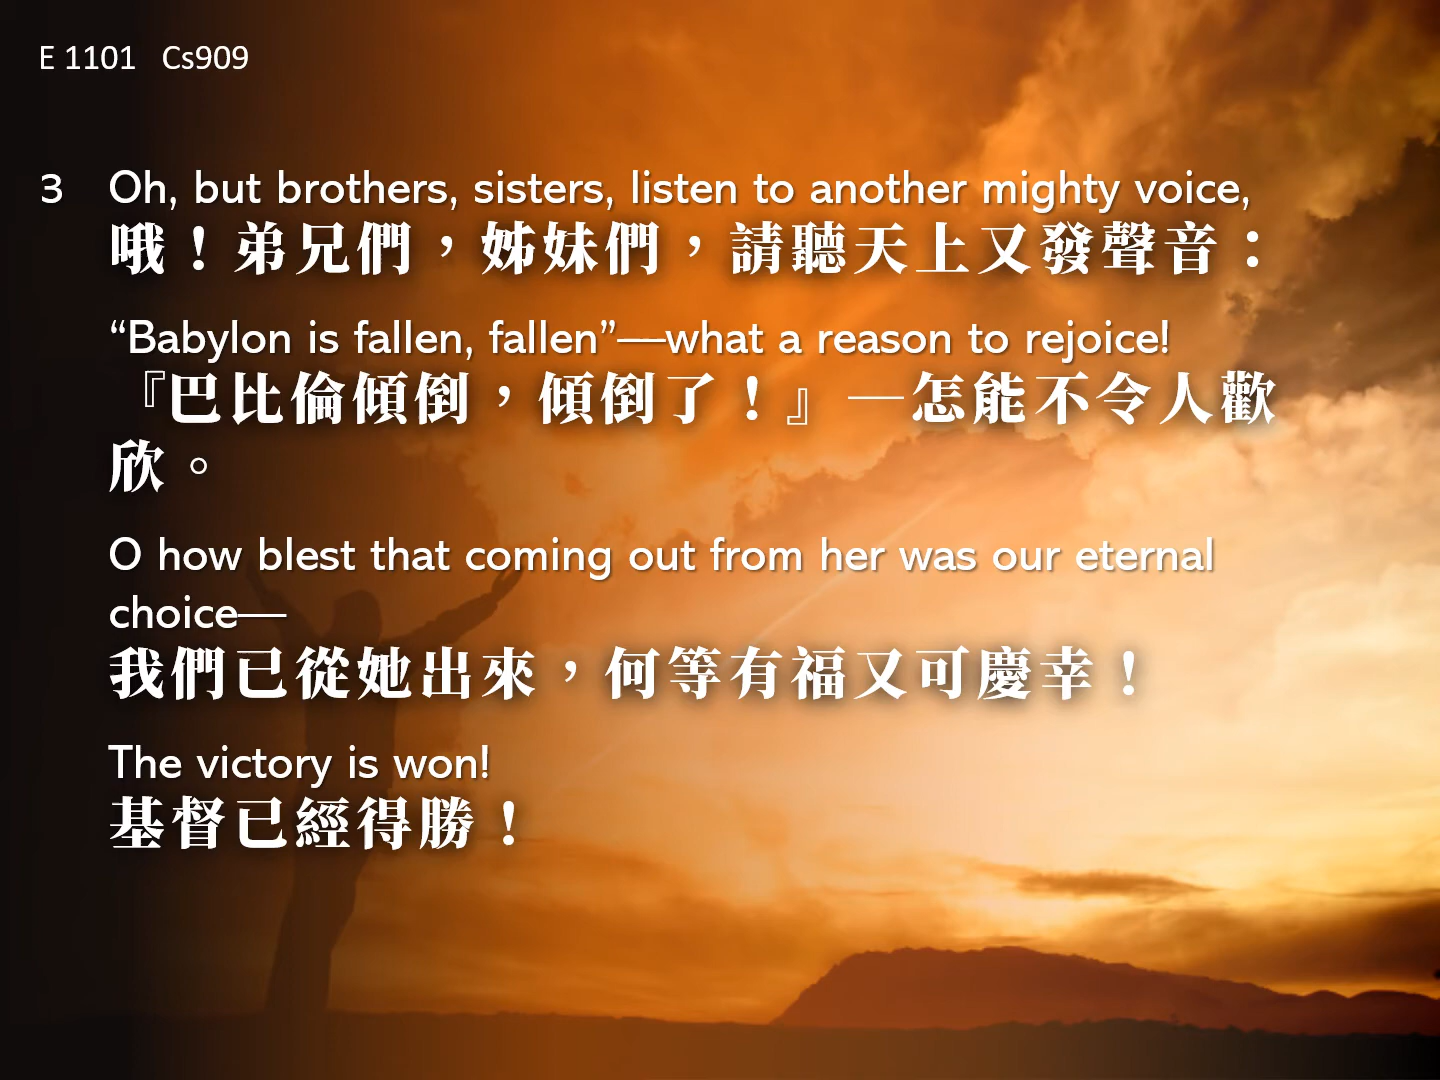 E 1101   Cs909
3 Oh, but brothers, sisters, listen to another mighty voice,
哦！弟兄們，姊妹們，請聽天上又發聲音：
“Babylon is fallen, fallen”—what a reason to rejoice!
『巴比倫傾倒，傾倒了！』—怎能不令人歡
欣。
O how blest that coming out from her was our eternal
choice—
我們已從她出來，何等有福又可慶幸！
The victory is won!
基督已經得勝！